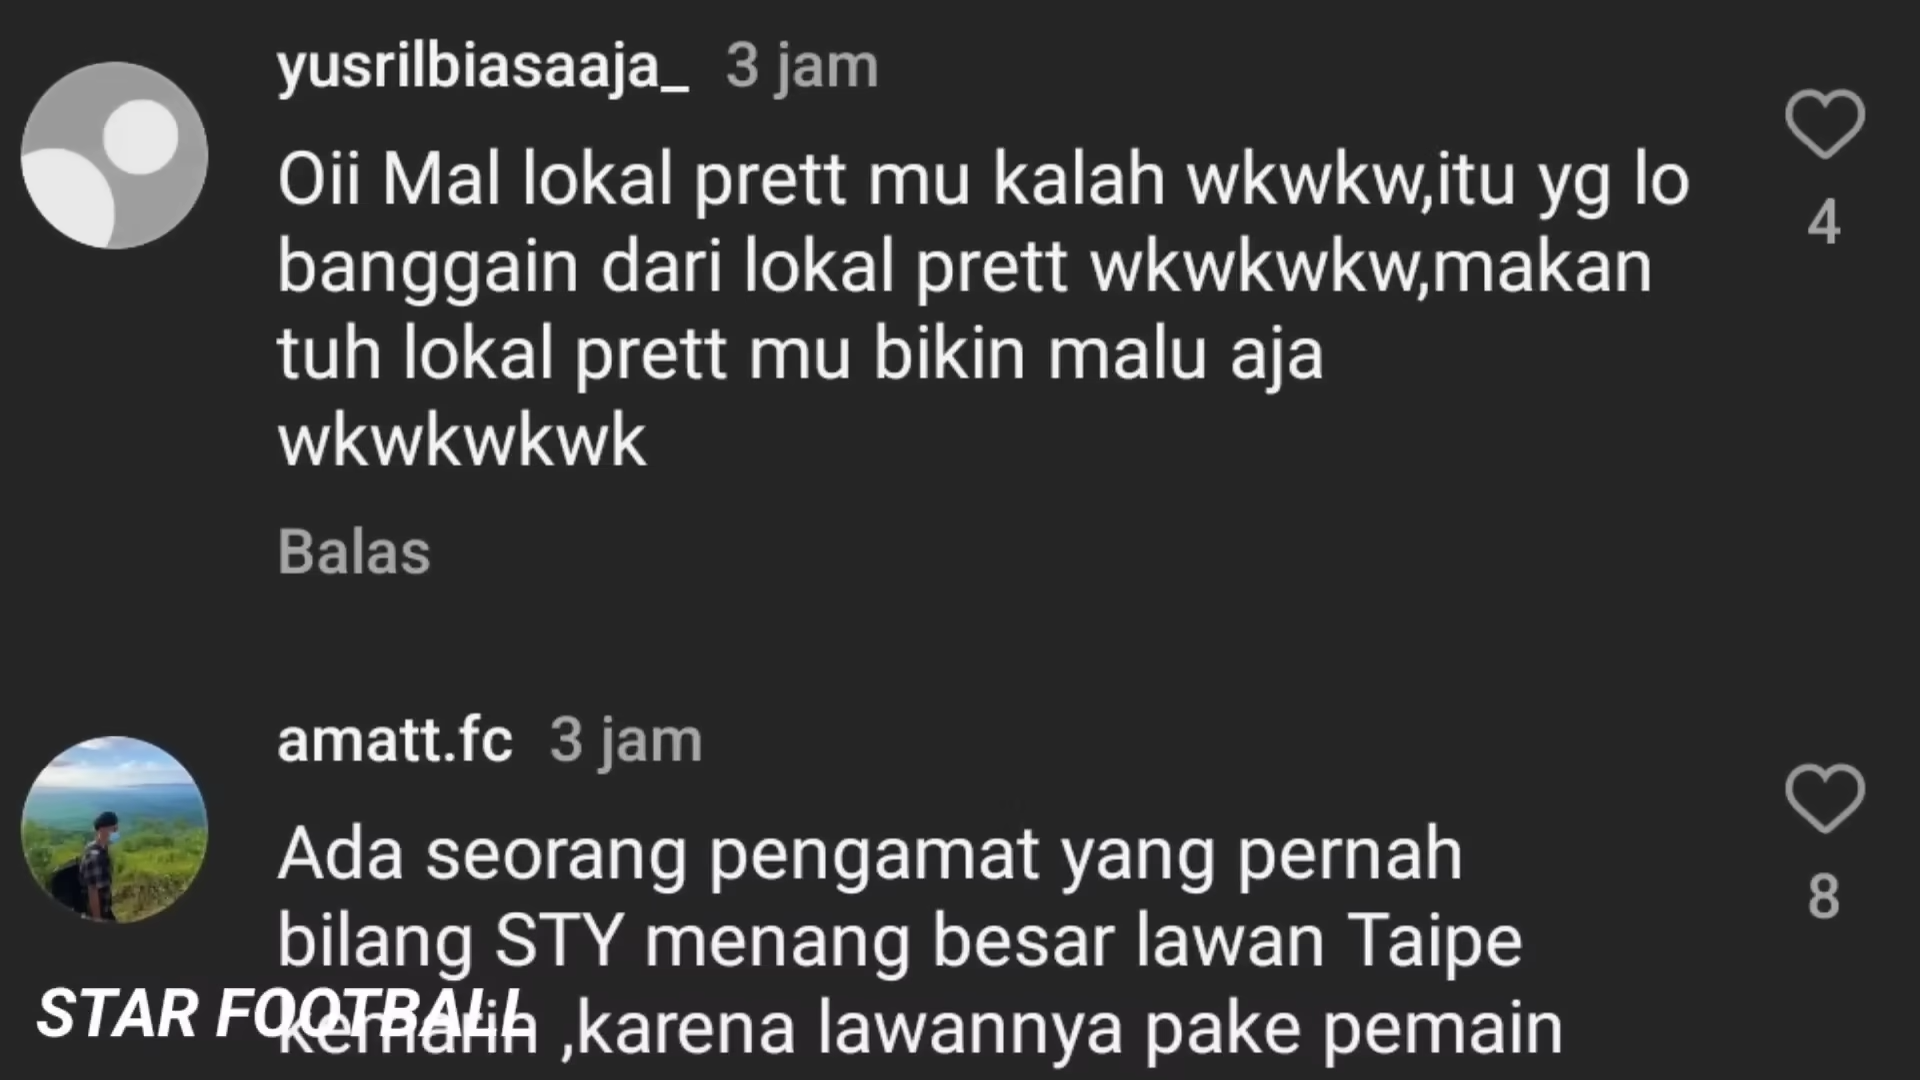 yusrilbiasaaja_ 3 jam
Oii Mal lokal prett mu kalah wkwkw,itu yg lo
4
banggain dari lokal prett wkwkwkw,makan
tuh lokal prett mu bikin malu aja
wkwkwkwk
Balas
amatt.fc 3 jam
Ada seorang pengamat yang pernah
8
bilang STY menang besar lawan Taipe
kemarin ,karena lawannya pake pemain
STAR FOOTBALL